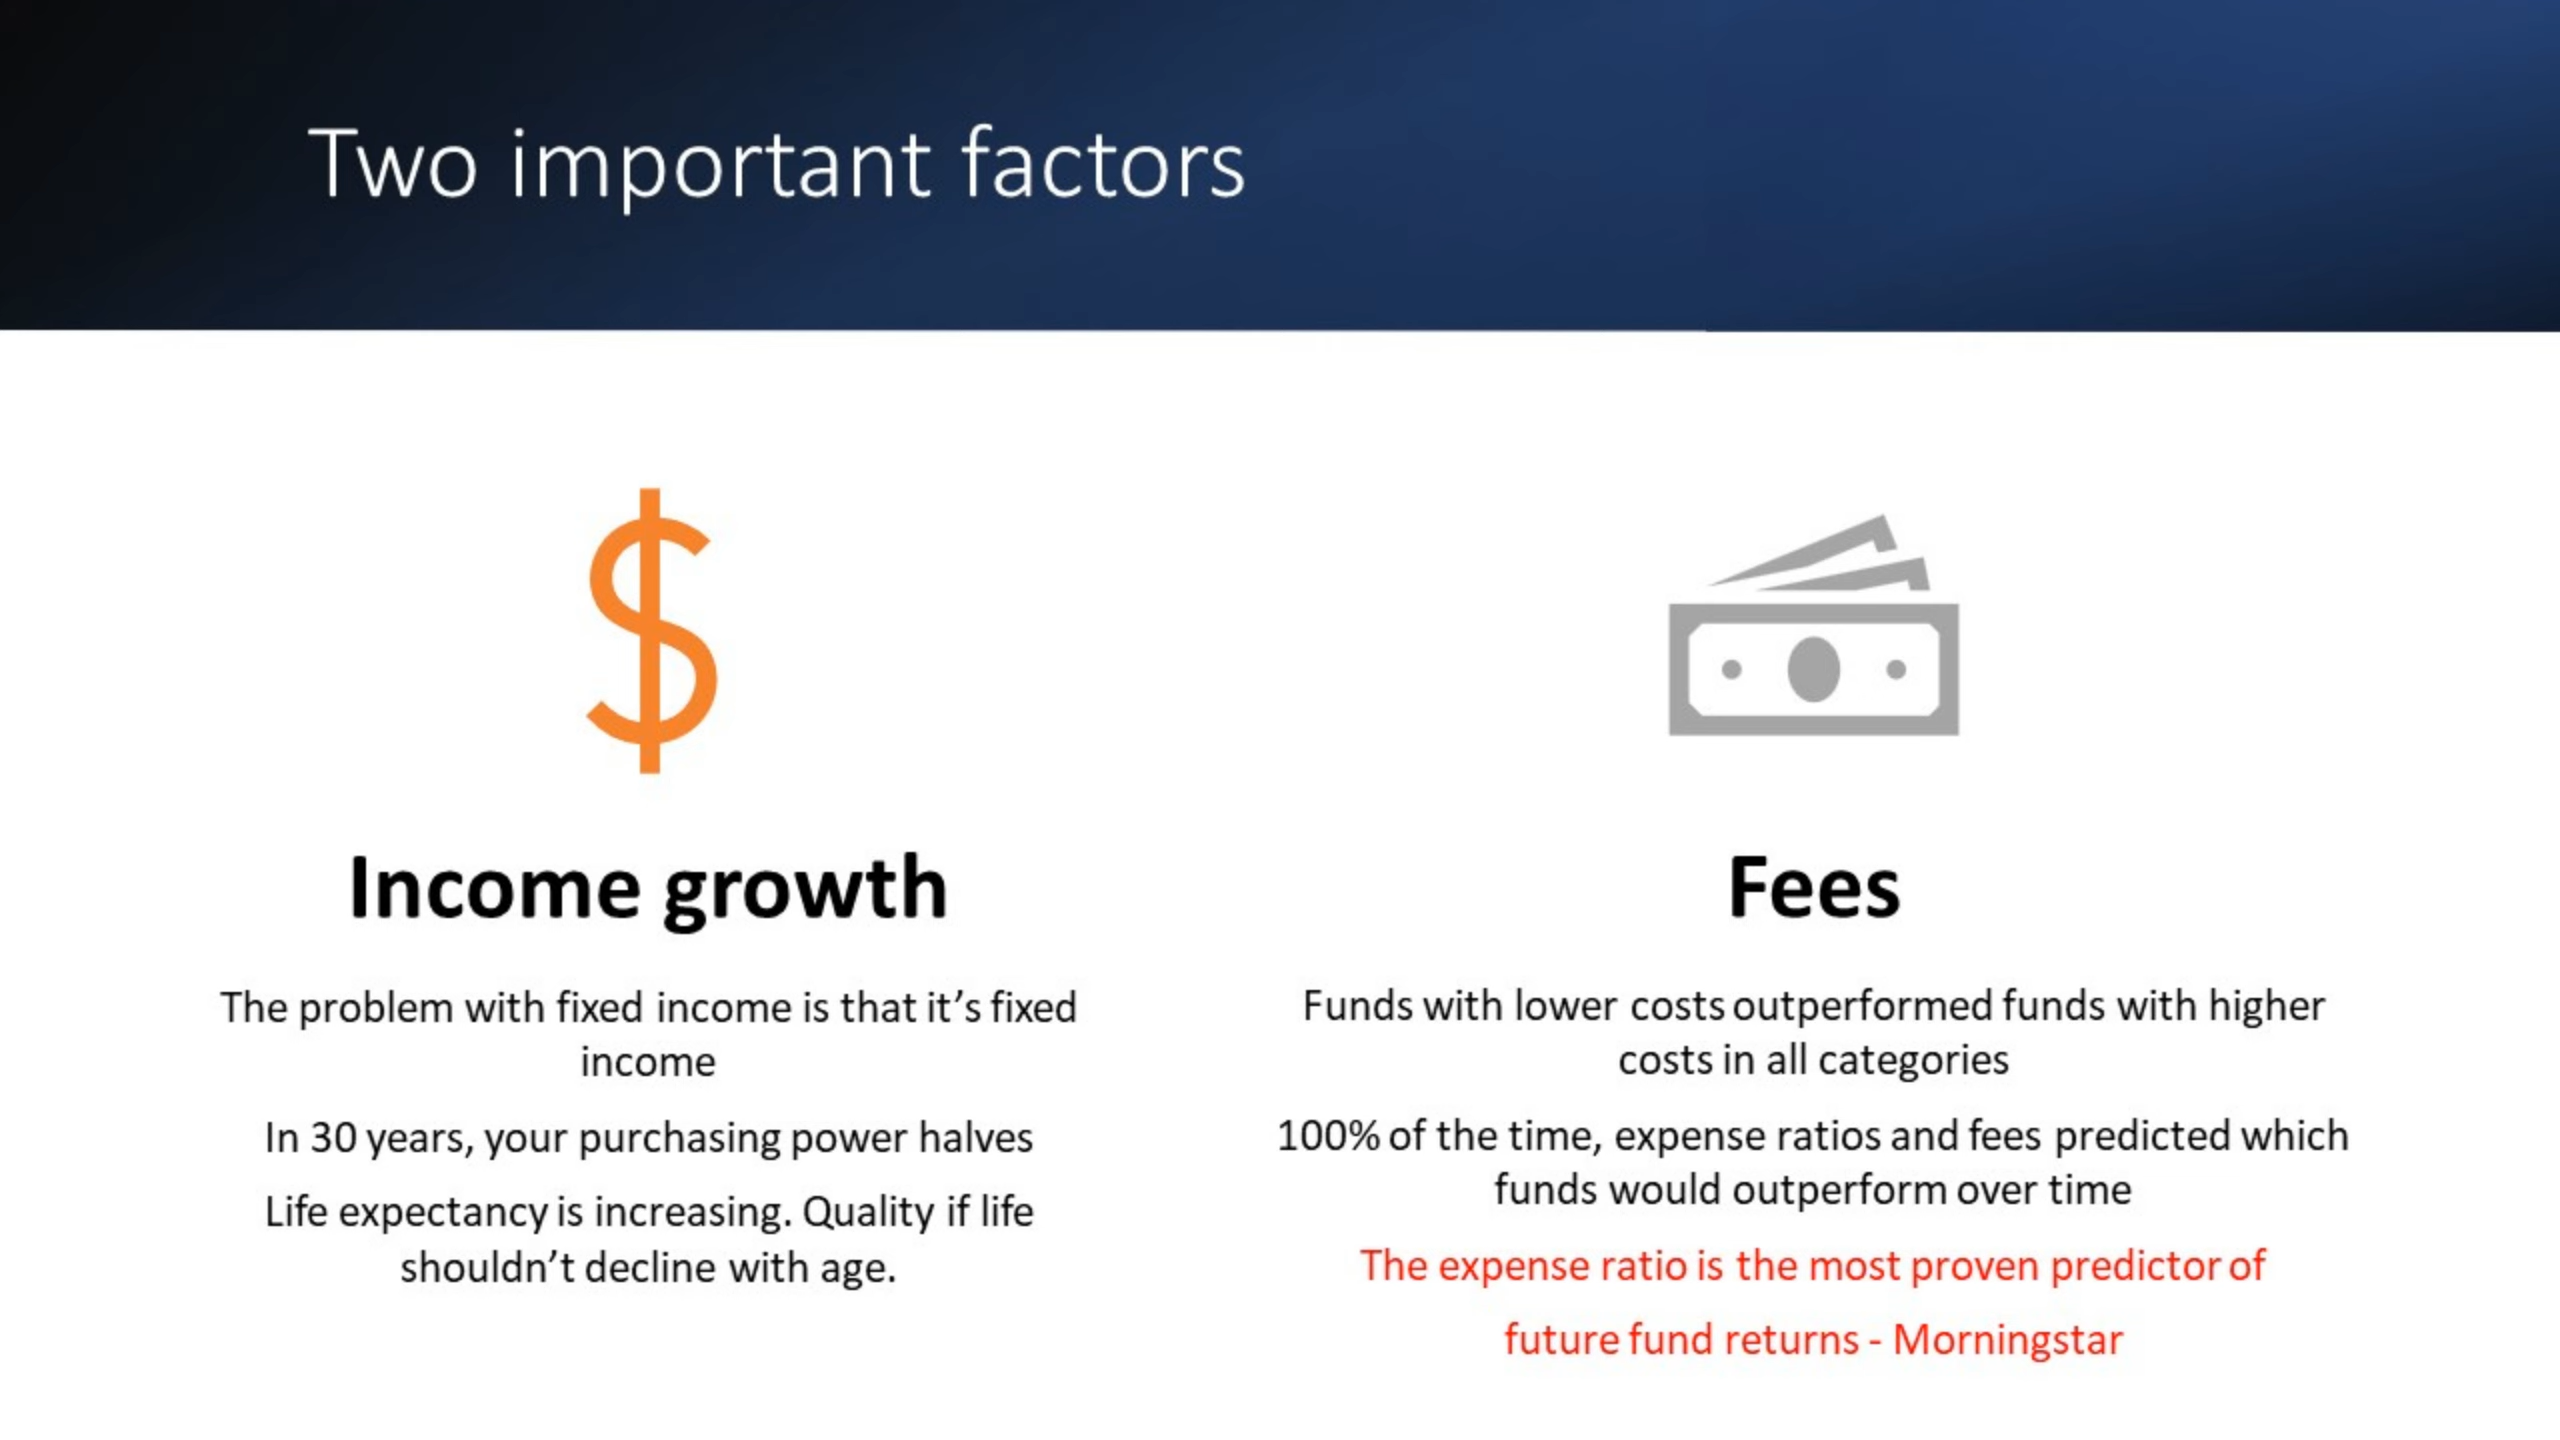 Two important factors
Income growth
The problem with fixed income is that it’s fixed
income
In 30 years, your purchasing power halves
Life expectancy is increasing. Quality if life
shouldn’t decline with age.
Fees
Funds with lower costs outperformed funds with higher
costs in all categories
100% of the time, expense ratios and fees predicted which
funds would outperform over time
The expense ratio is the most proven predictor of
future fund returns - Morningstar